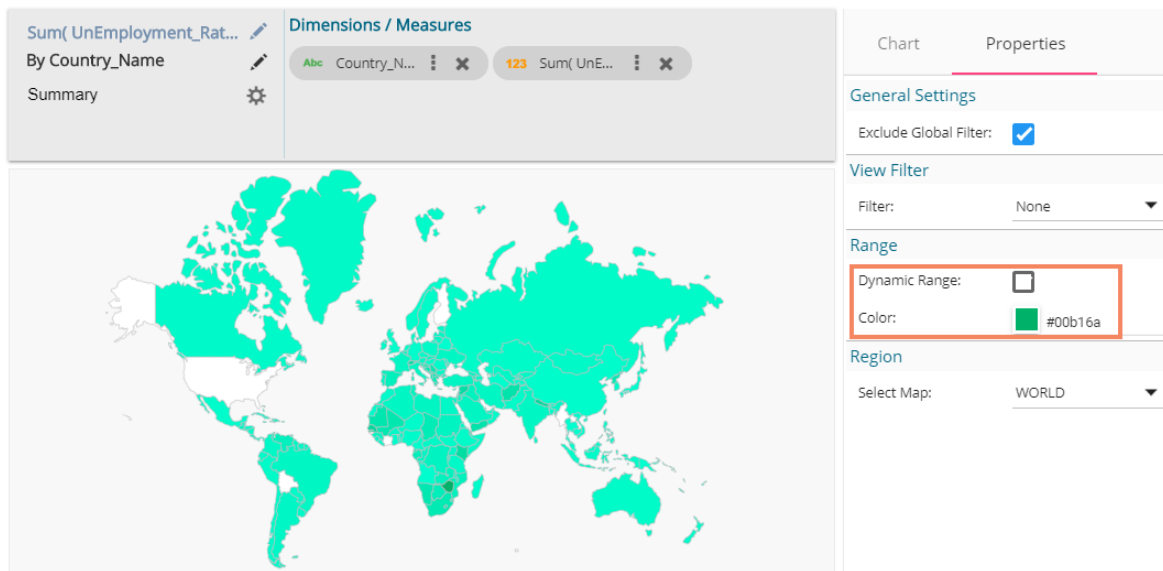 Sum( UnEmployment_Rat...
By Country_Name
Summary
Dimensions / Measures
Abc Country_N...
123 Sum( UnE...
Chart Properties
General Settings
Exclude Global Filter:
View Filter
Filter: None
Range
Dynamic Range:
Color: #00b16a
Region
Select Map: WORLD